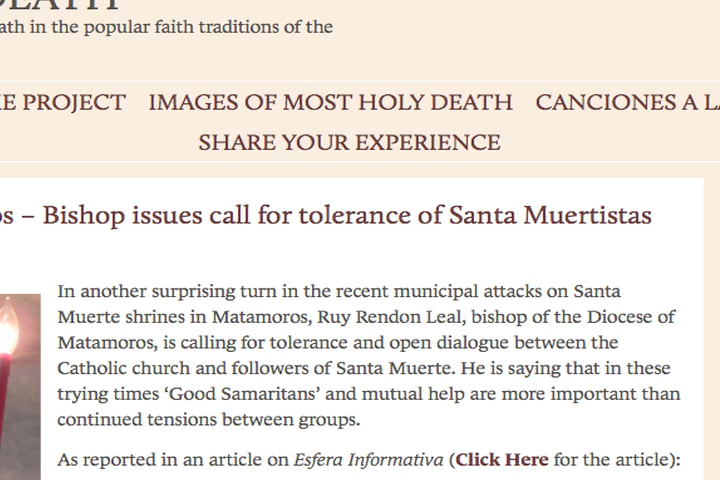 DEATH
ath in the popular faith traditions of the
E PROJECT IMAGES OF MOST HOLY DEATH CANCIONES A LA
SHARE YOUR EXPERIENCE
os – Bishop issues call for tolerance of Santa Muertistas
In another surprising turn in the recent municipal attacks on Santa
Muerte shrines in Matamoros, Ruy Rendon Leal, bishop of the Diocese of
Matamoros, is calling for tolerance and open dialogue between the
Catholic church and followers of Santa Muerte. He is saying that in these
trying times ‘Good Samaritans’ and mutual help are more important than
continued tensions between groups.
As reported in an article on Esfera Informativa (Click Here for the article):